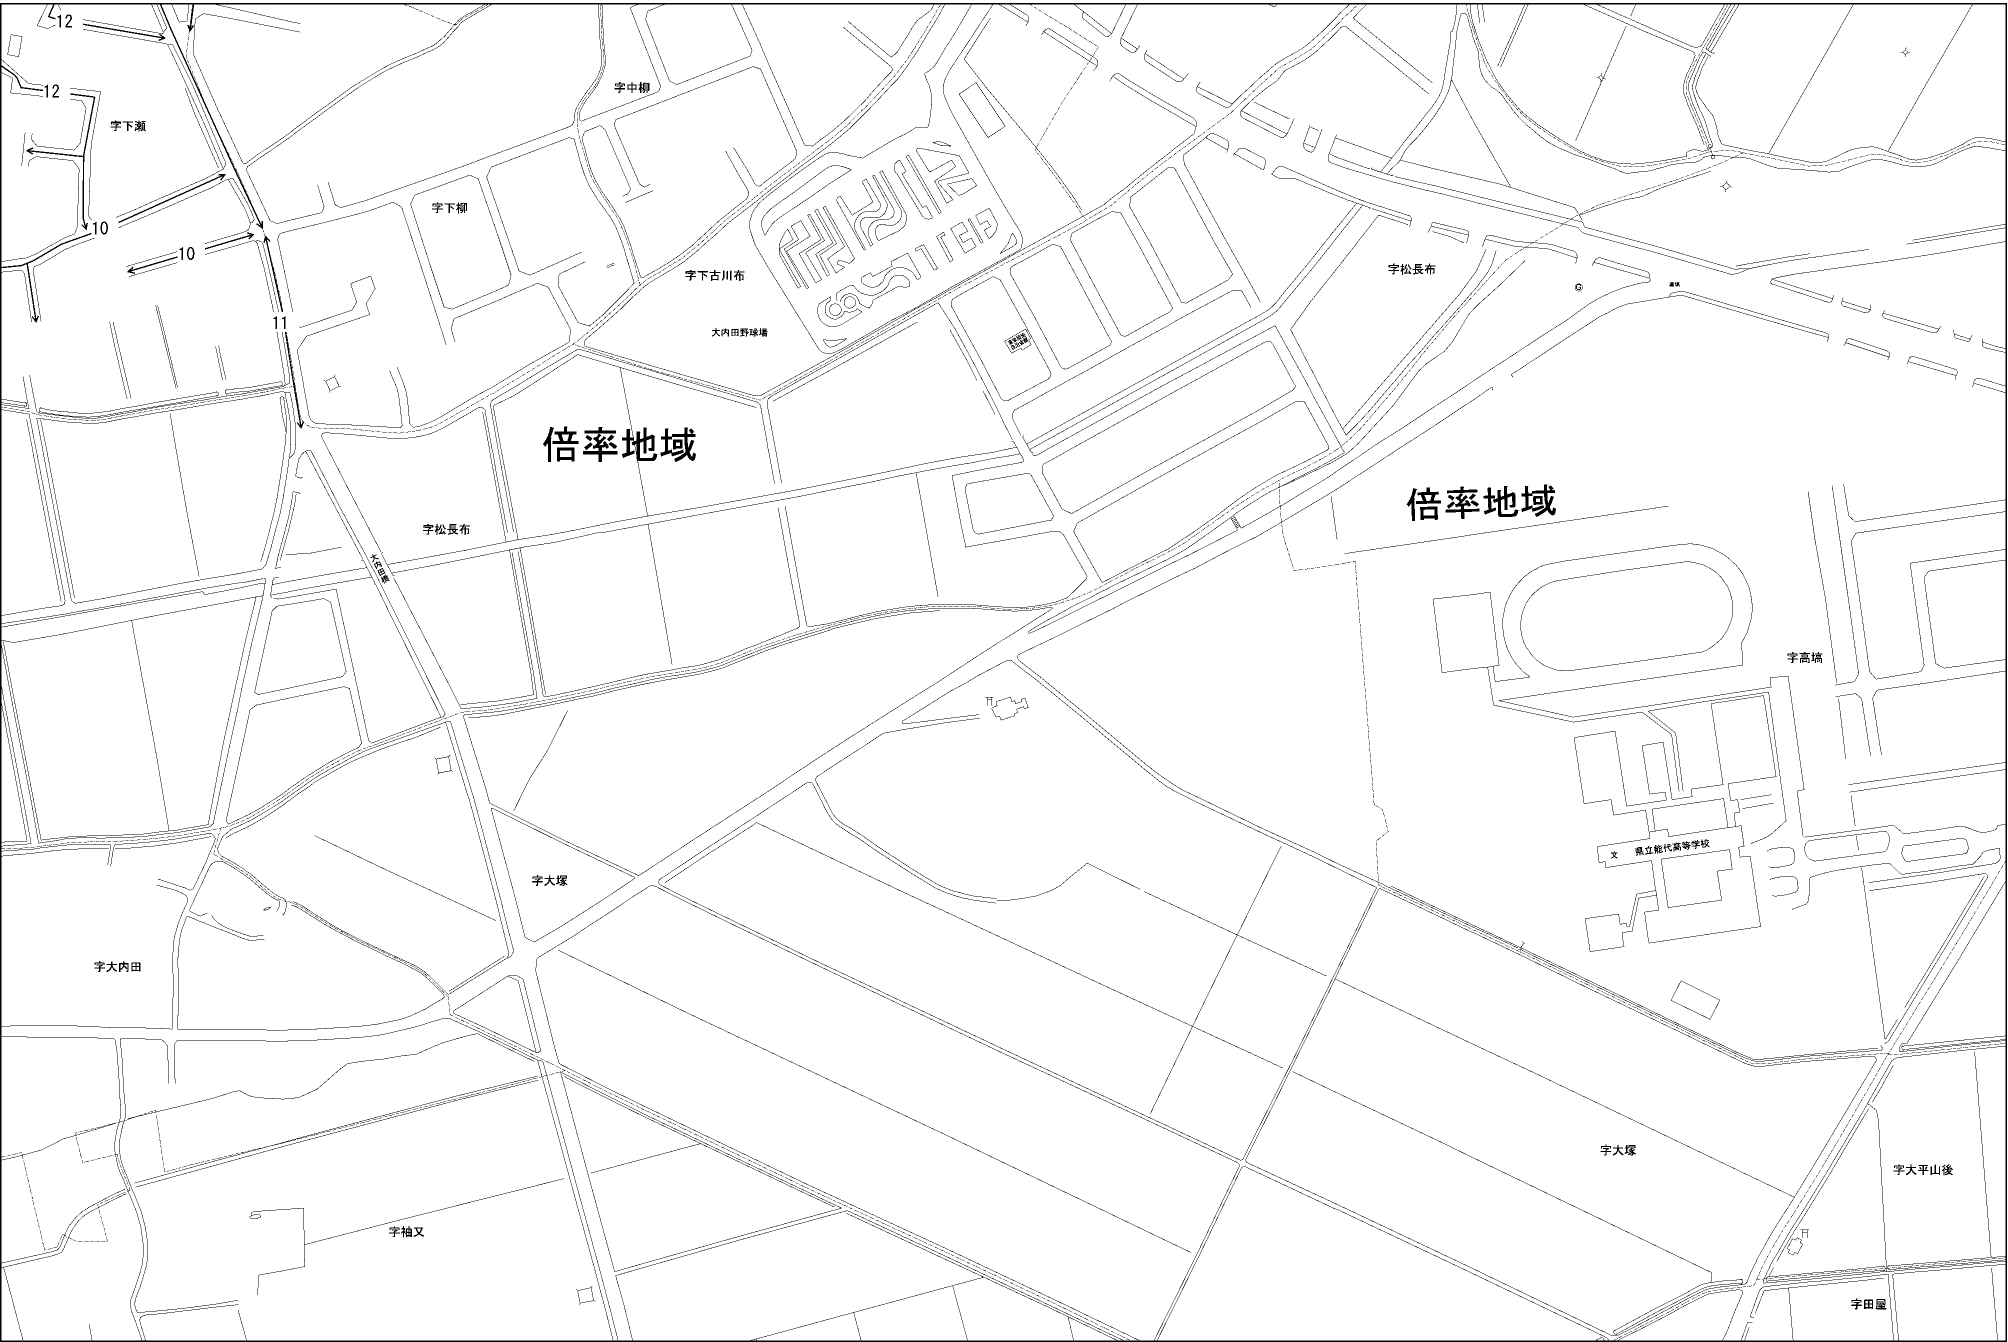 12
12
字中柳
字下瀬
字下柳
10
10
字下古川布
字松長布
11
大内田野球場
倍率地域
倍率地域
字松長布
字高塙
文 県立能代高等学校
字大塚
字大内田
字大塚
字大平山後
字袖又
字田屋